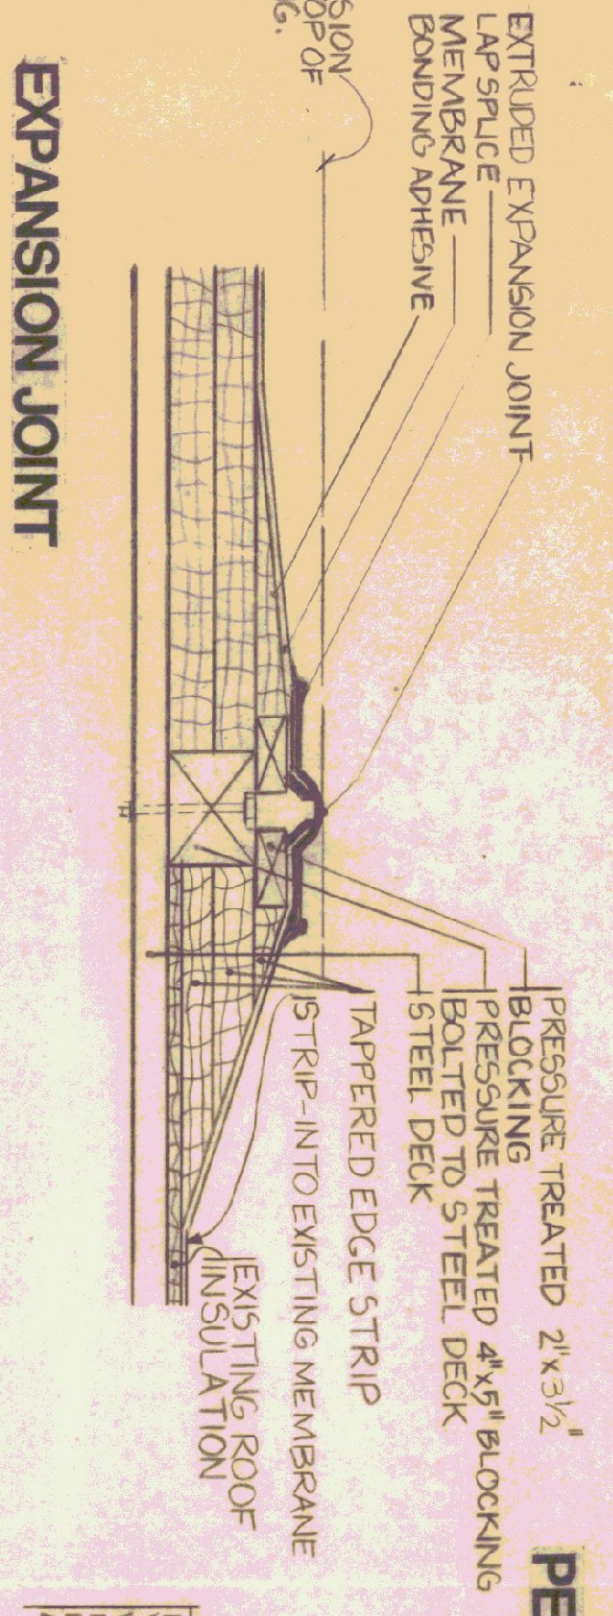 EXTRUDED EXPANSION JOINT
LAP SPLICE
MEMBRANE
BONDING ADHESIVE
SION
OP OF
G.
PRESSURE TREATED 2"x3½"
BLOCKING
PRESSURE TREATED 4"x5" BLOCKING
BOLTED TO STEEL DECK
STEEL DECK
TAPPERED EDGE STRIP
STRIP-INTO EXISTING MEMBRANE
EXISTING ROOF
INSULATION
EXPANSION JOINT
PE